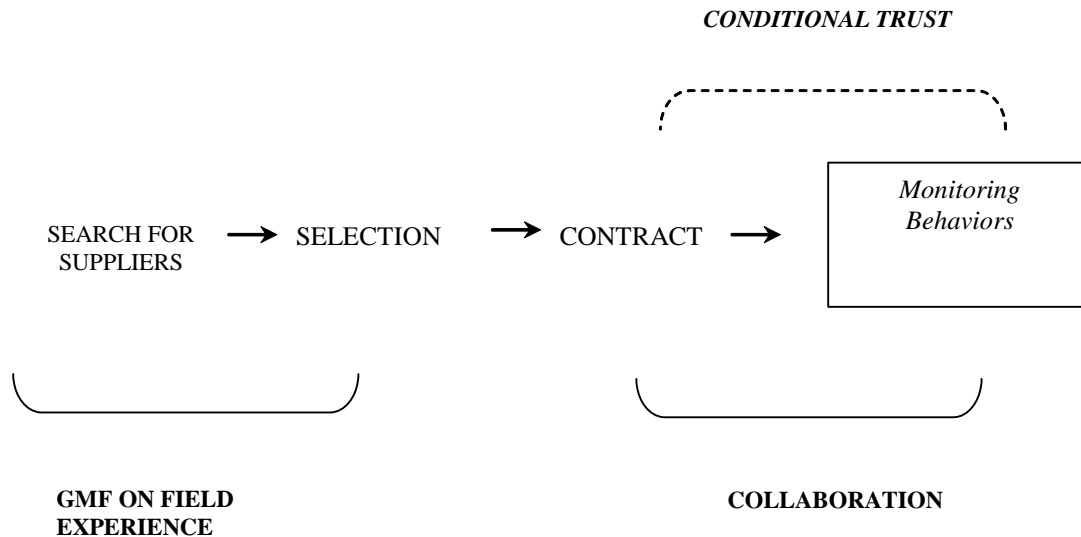 CONDITIONAL TRUST
Monitoring
Behaviors
SEARCH FOR
SUPPLIERS
SELECTION
CONTRACT
GMF ON FIELD
EXPERIENCE
COLLABORATION